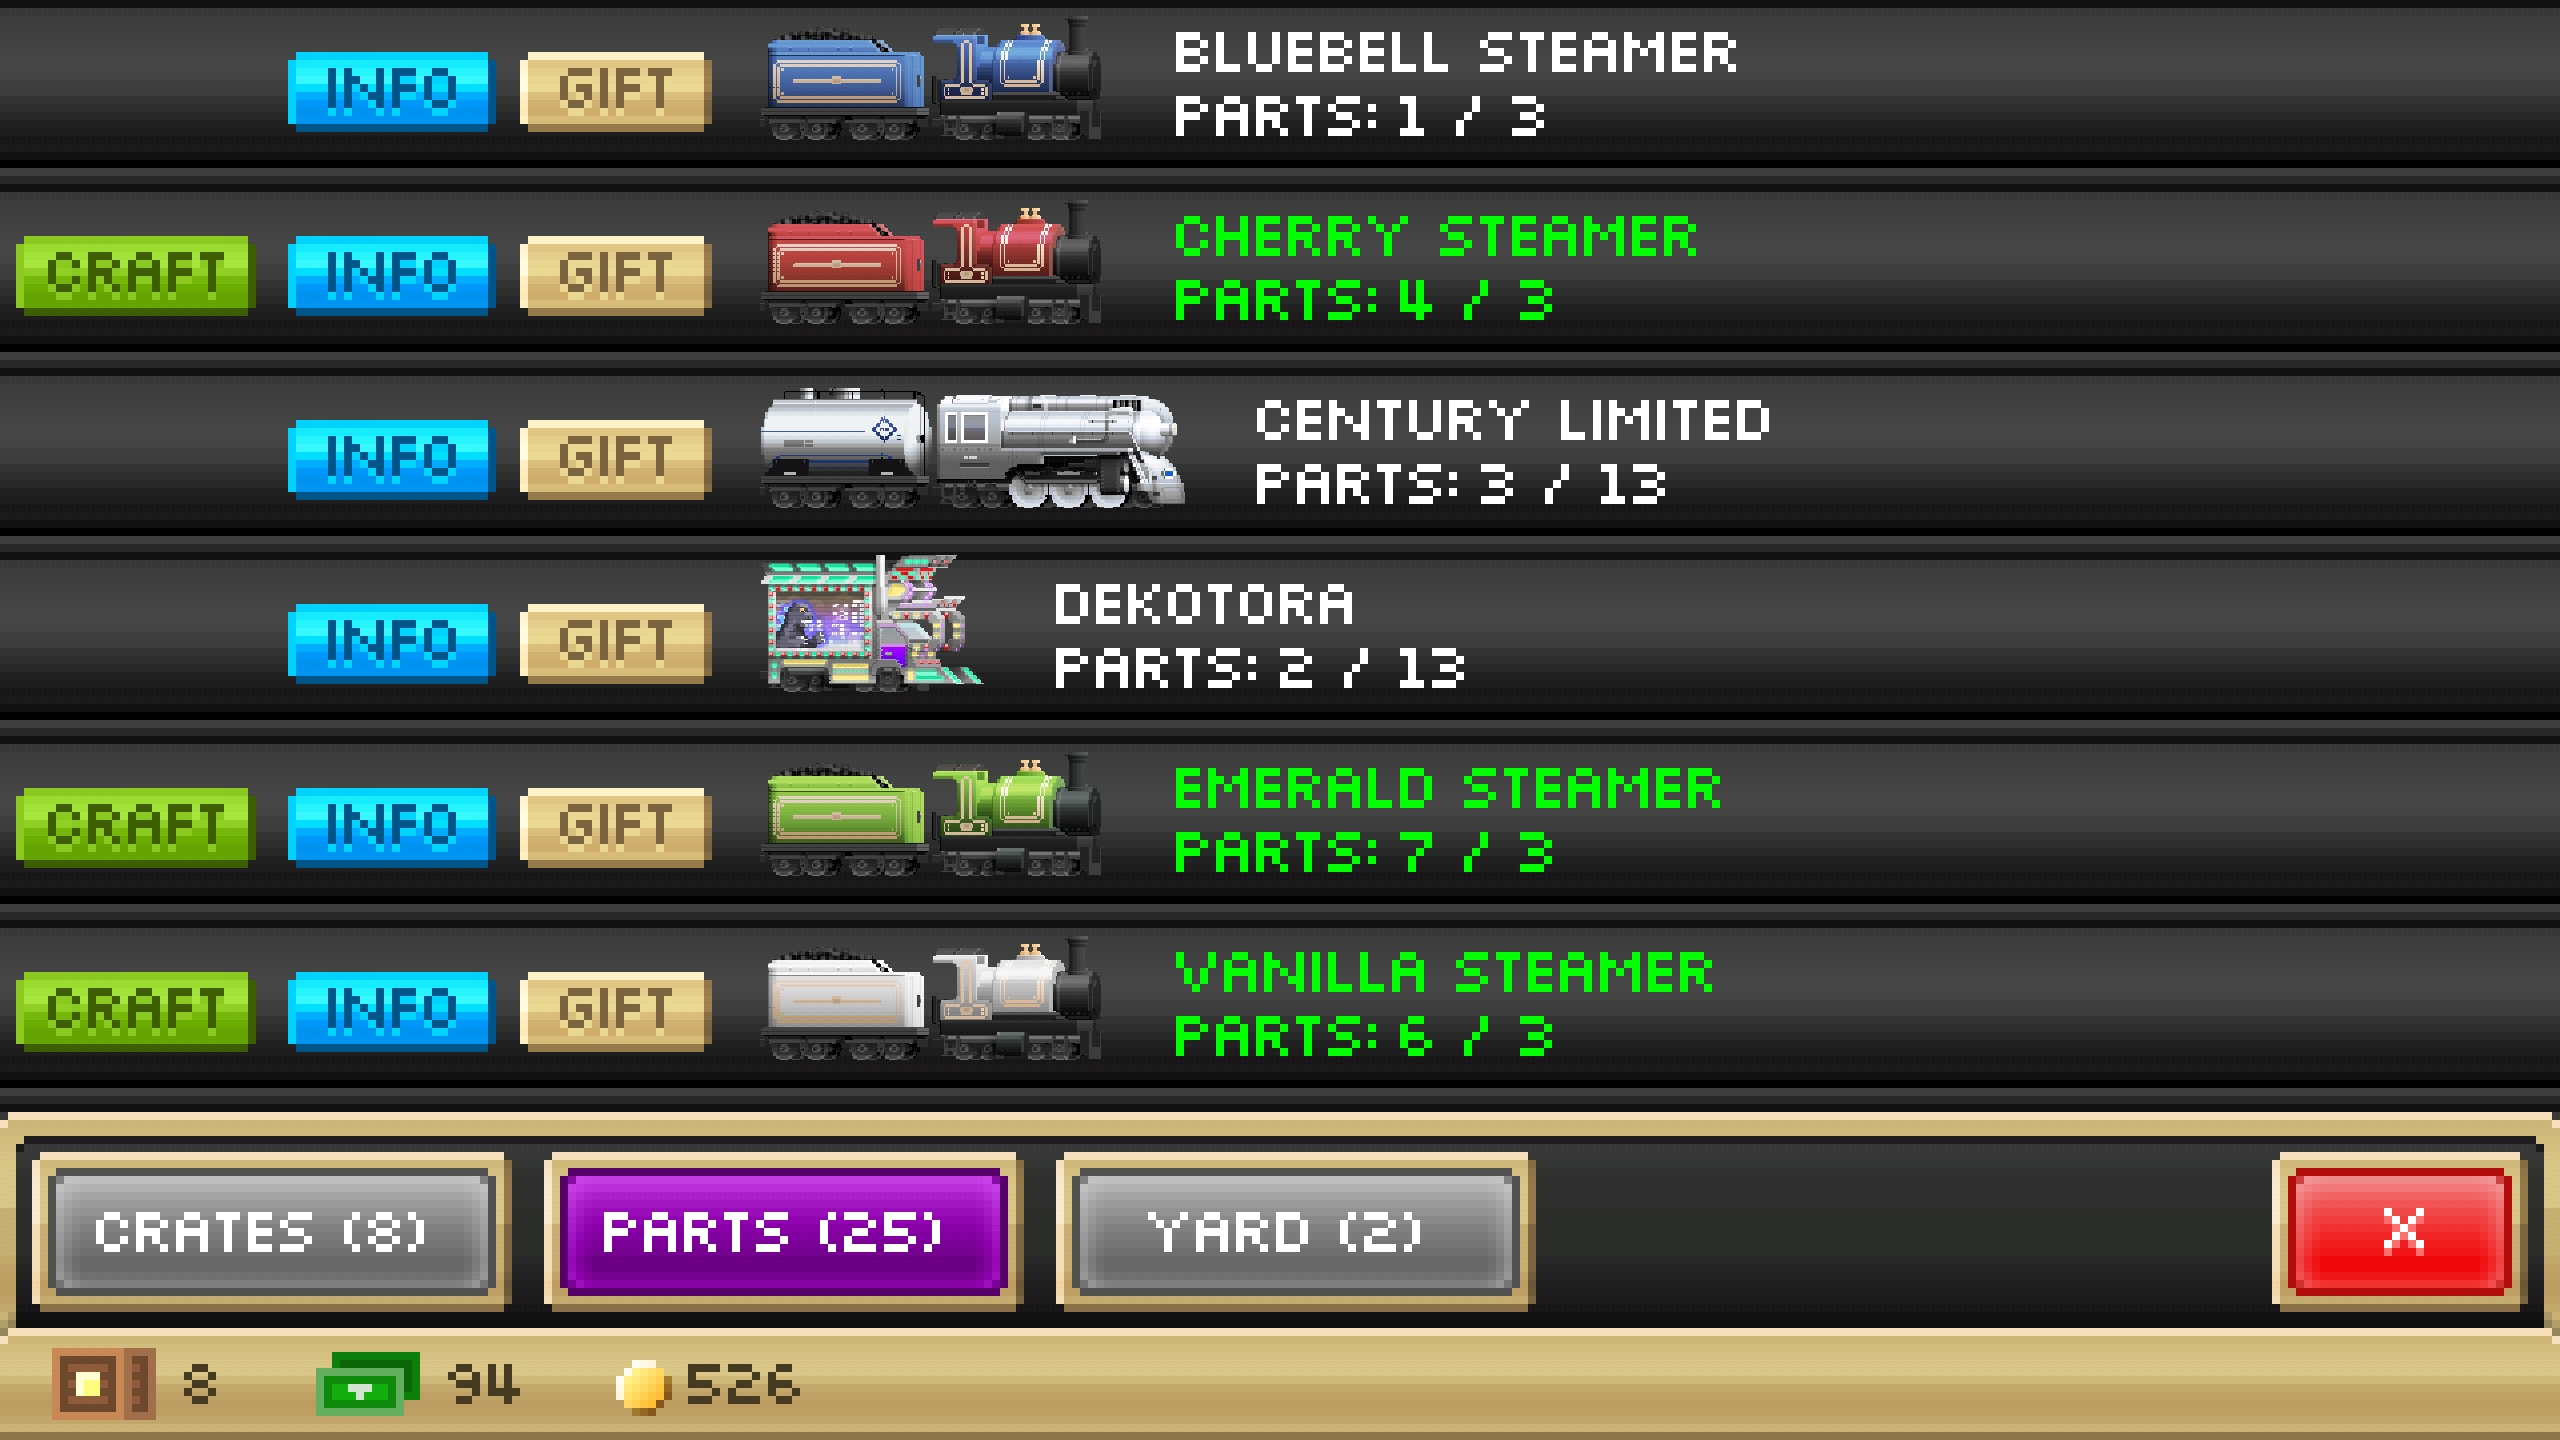 INFO GIFT BLUEBELL STEAMER
PARTS: 1 / 3
CRAFT INFO GIFT CHERRY STEAMER
PARTS: 4 / 3
INFO GIFT CENTURY LIMITED
PARTS: 3 / 13
INFO GIFT DEKOTORA
PARTS: 2 / 13
CRAFT INFO GIFT EMERALD STEAMER
PARTS: 7 / 3
CRAFT INFO GIFT VANILLA STEAMER
PARTS: 6 / 3
CRATES (8) PARTS (25) YARD (2) X
8 94 526